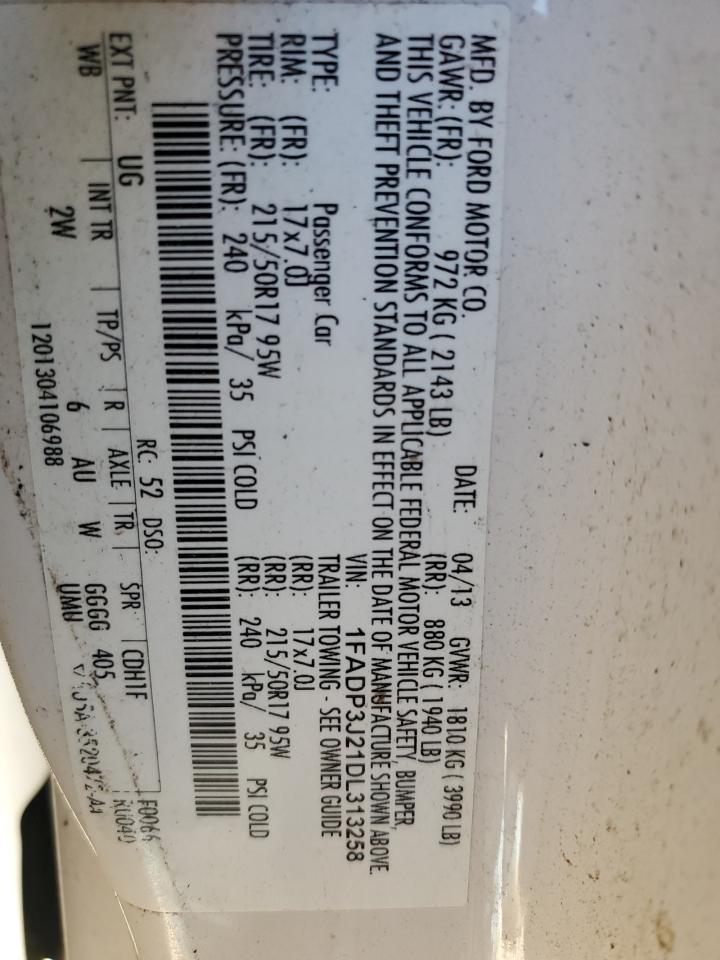 MFD. BY FORD MOTOR CO.
DATE: 04/13 GVWR: 1810 KG ( 3990 LB)
GAWR: (FR): 972 KG ( 2143 LB) (RR): 880 KG ( 1940 LB)
THIS VEHICLE CONFORMS TO ALL APPLICABLE FEDERAL MOTOR VEHICLE SAFETY, BUMPER,
AND THEFT PREVENTION STANDARDS IN EFFECT ON THE DATE OF MANUFACTURE SHOWN ABOVE.
VIN: 1FADP3J21DL313258
TYPE: Passenger Car TRAILER TOWING - SEE OWNER GUIDE
RIM: (FR): 17x7.0J (RR): 17x7.0J
TIRE: (FR): 215/50R17 95W (RR): 215/50R17 95W
PRESSURE: (FR): 240 kPa/ 35 PSI COLD (RR): 240 kPa/ 35 PSI COLD
EXT PNT: UG RC: 52 DSO: F0066
WB INT TR TP/PS R AXLE TR SPR CDH1F
2W 6 AU W GGGG 405
1201304106988 UMN